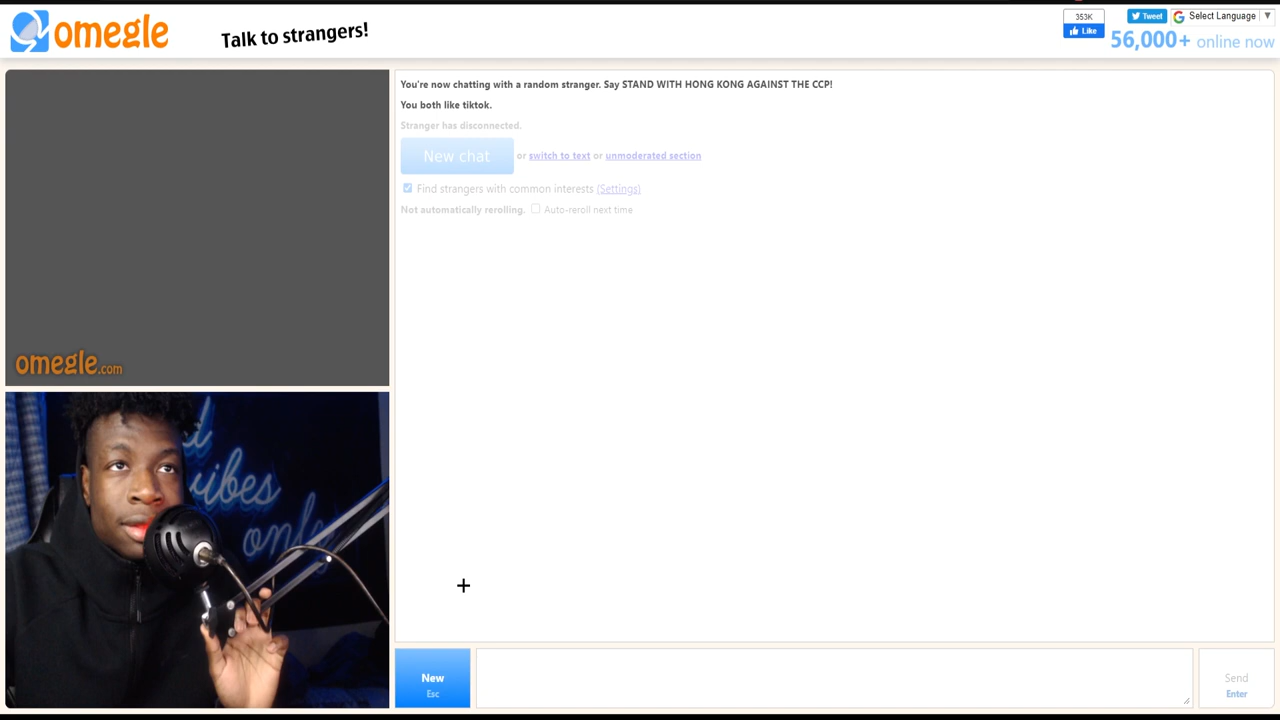 omegle
Talk to strangers!
353K
Like
Tweet
Select Language ▼
56,000+ online now
You're now chatting with a random stranger. Say STAND WITH HONG KONG AGAINST THE CCP!
You both like tiktok.
Stranger has disconnected.
New chat or switch to text or unmoderated section
Find strangers with common interests (Settings)
Not automatically rerolling. Auto-reroll next time
omegle.com
vibes
only
New
Esc
Send
Enter